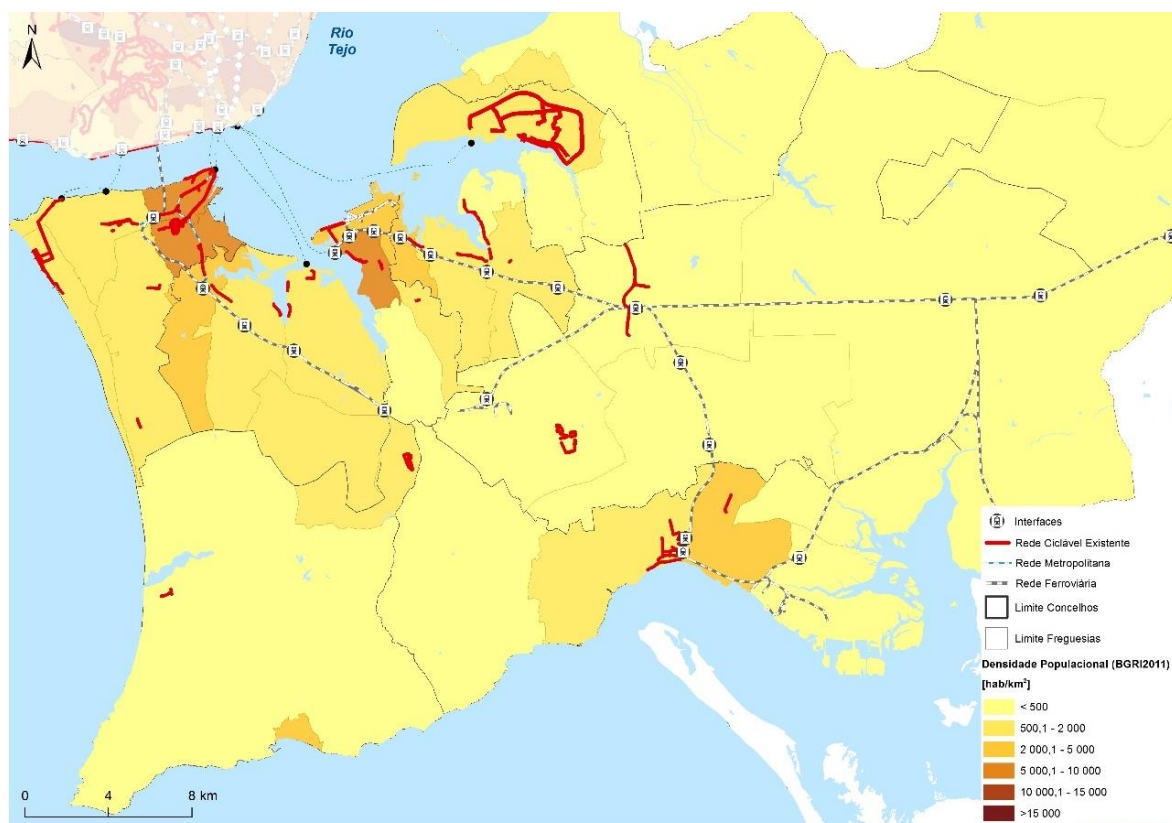 N
Rio
Tejo
Interfaces
Rede Ciclável Existente
Rede Metropolitana
Rede Ferroviária
Limite Concelhos
Limite Freguesias
Densidade Populacional (BGRI2011)
[hab/km²]
< 500
500,1 - 2 000
2 000,1 - 5 000
5 000,1 - 10 000
10 000,1 - 15 000
>15 000
0 4 8 km